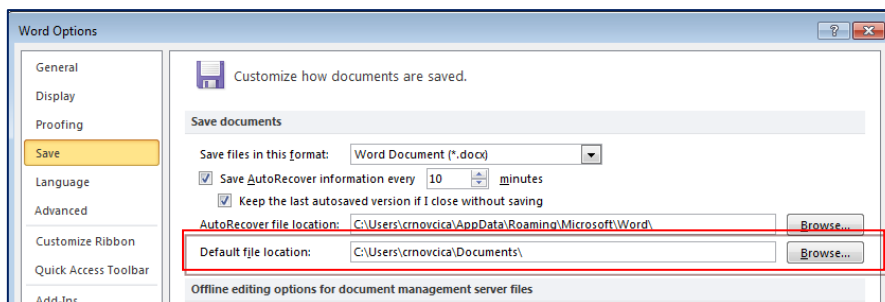 Word Options
General
Display
Proofing
Save
Language
Advanced
Customize Ribbon
Quick Access Toolbar
Add-Ins
Customize how documents are saved.
Save documents
Save files in this format: Word Document (*.docx)
Save AutoRecover information every 10 minutes
Keep the last autosaved version if I close without saving
AutoRecover file location: C:\Users\crnovcica\AppData\Roaming\Microsoft\Word\ Browse...
Default file location: C:\Users\crnovcica\Documents\ Browse...
Offline editing options for document management server files